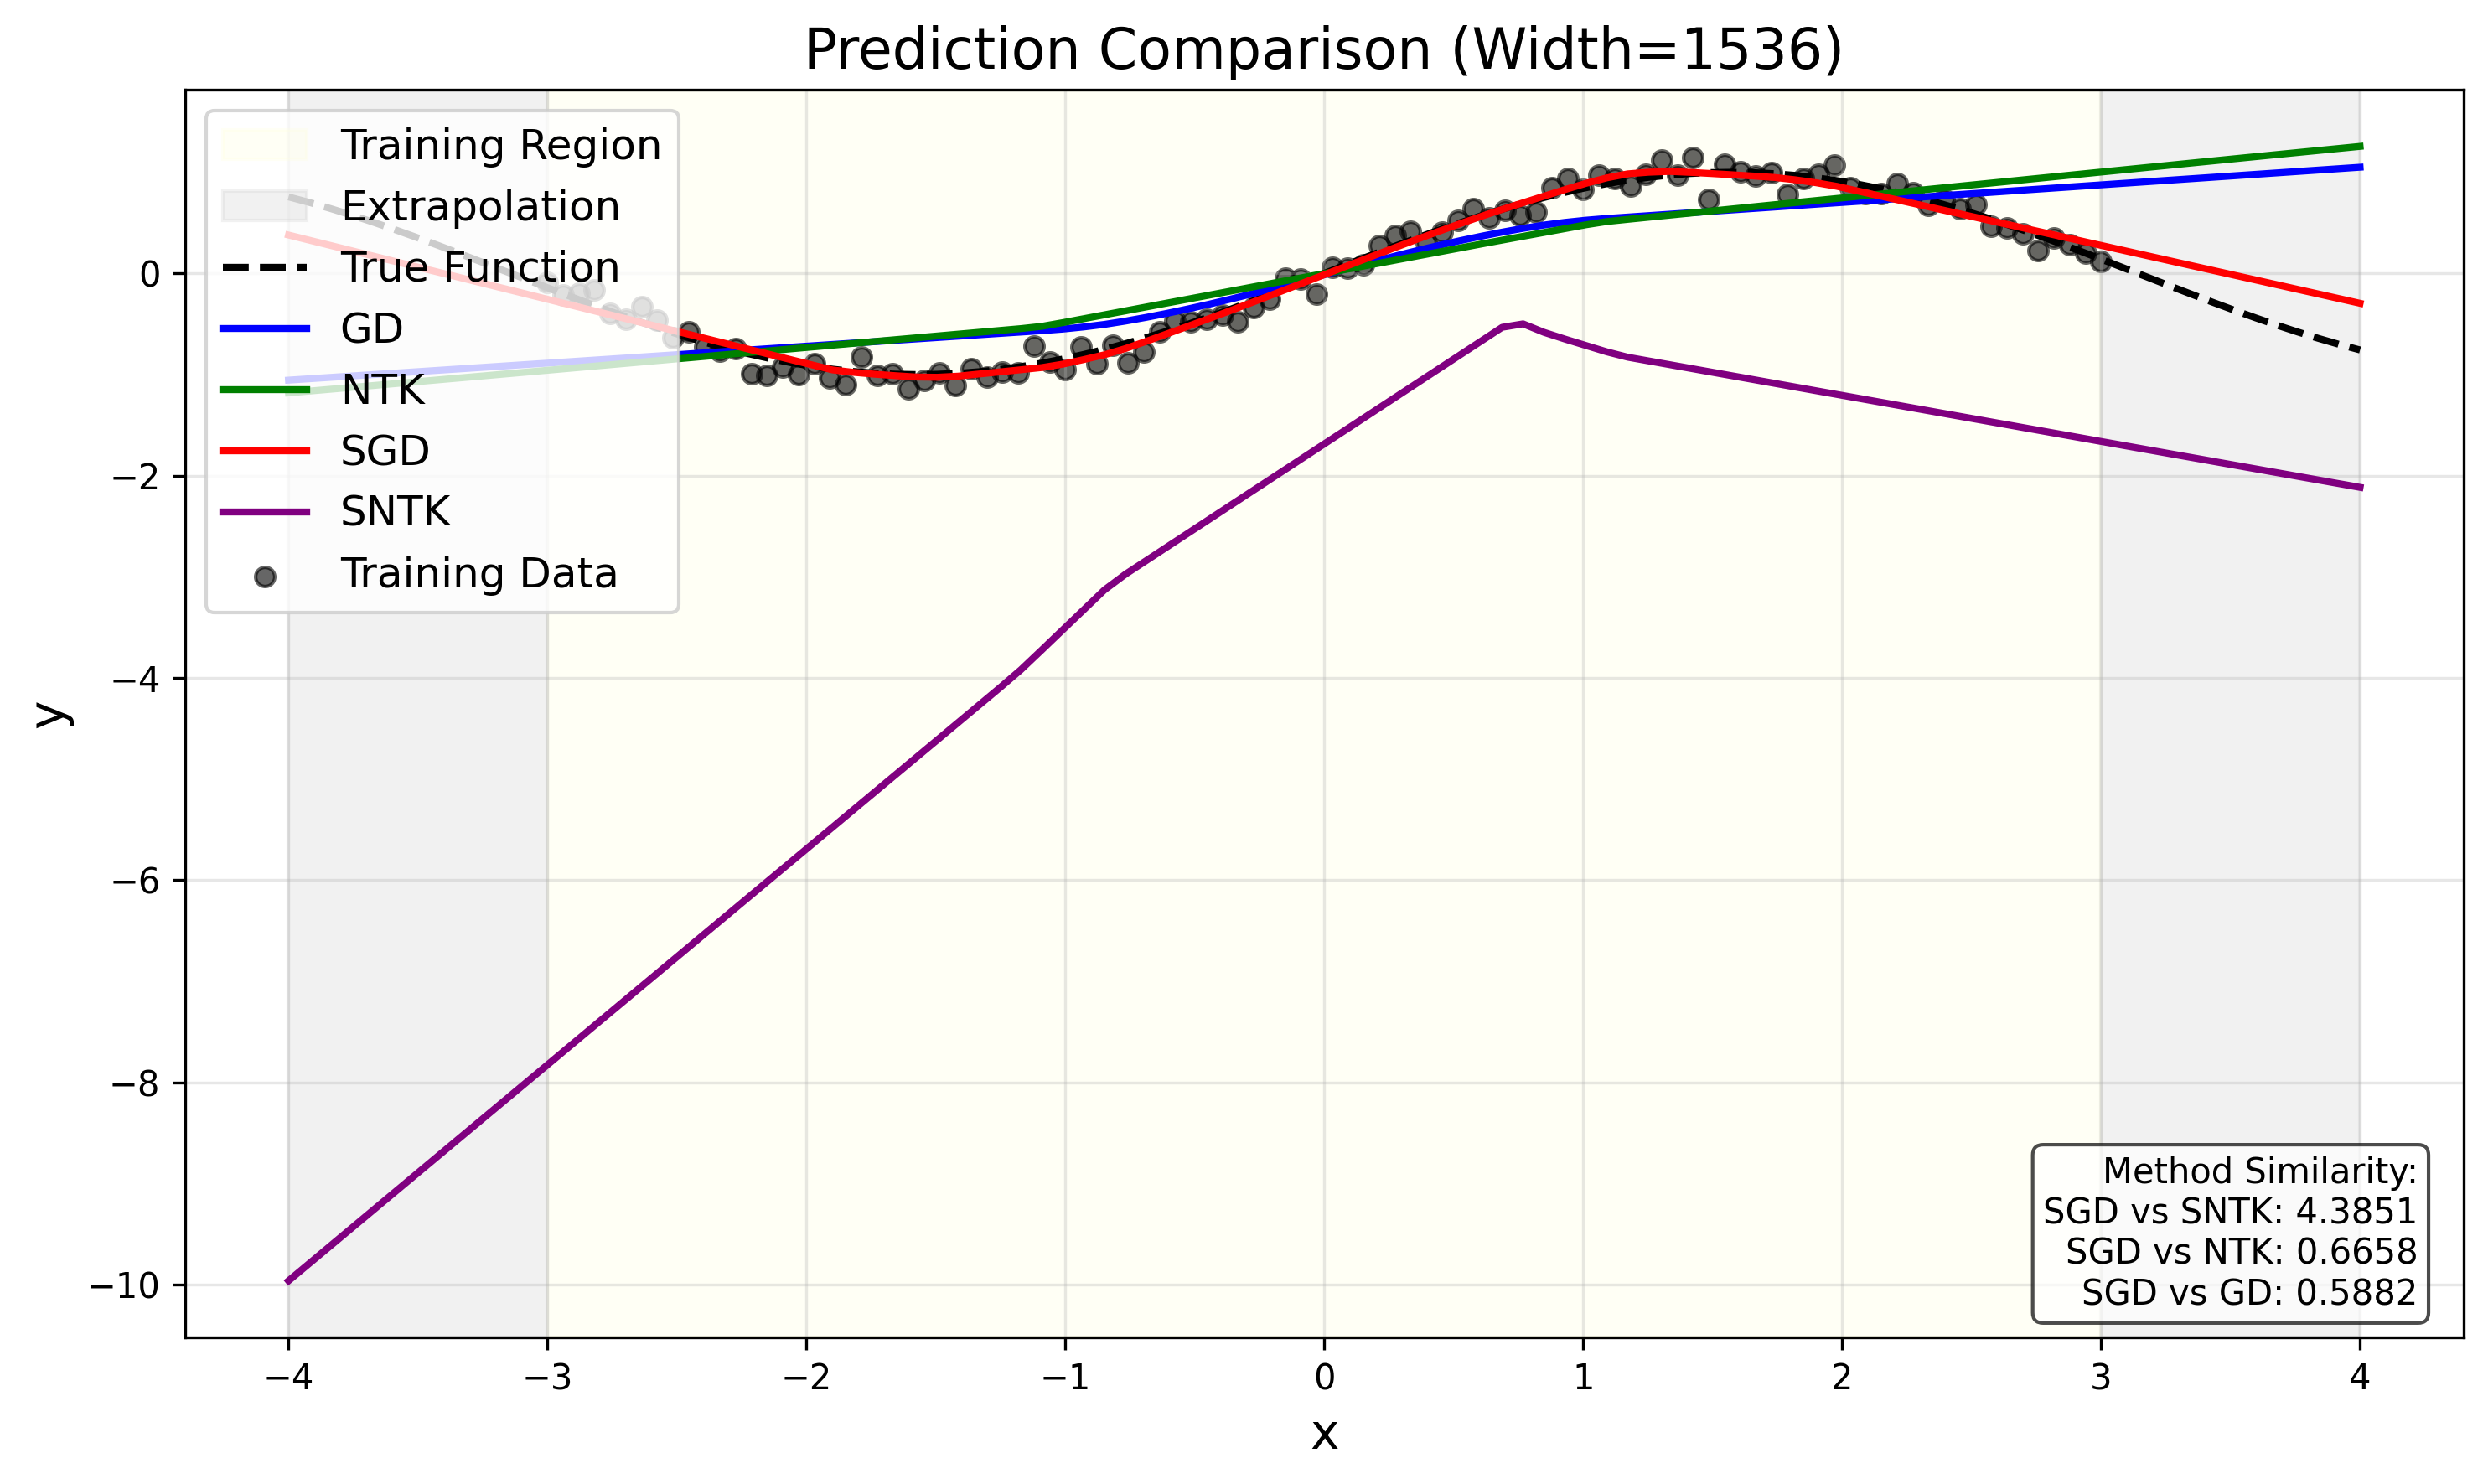 Prediction Comparison (Width=1536)
Training Region
Extrapolation
True Function
GD
NTK
SGD
SNTK
Training Data
y
0
−2
−4
−6
−8
−10
Method Similarity:
SGD vs SNTK: 4.3851
SGD vs NTK: 0.6658
SGD vs GD: 0.5882
−4 −3 −2 −1 0 1 2 3 4
x